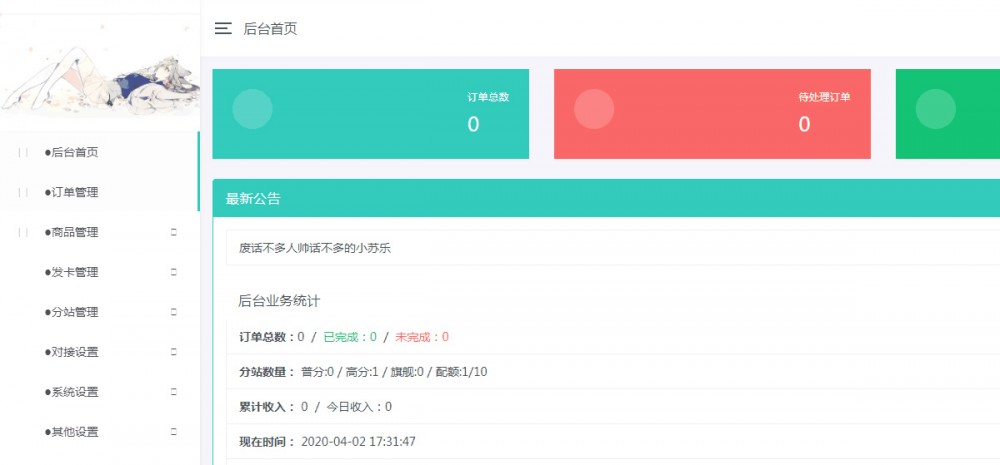 后台首页
●后台首页
●订单管理
●商品管理
●发卡管理
●分站管理
●对接设置
●系统设置
●其他设置
订单总数
0
待处理订单
0
最新公告
废话不多人帅话不多的小苏乐
后台业务统计
订单总数：0 / 已完成：0 / 未完成：0
分站数量： 普分:0 / 高分:1 / 旗舰:0 / 配额:1/10
累计收入： 0 / 今日收入：0
现在时间： 2020-04-02 17:31:47